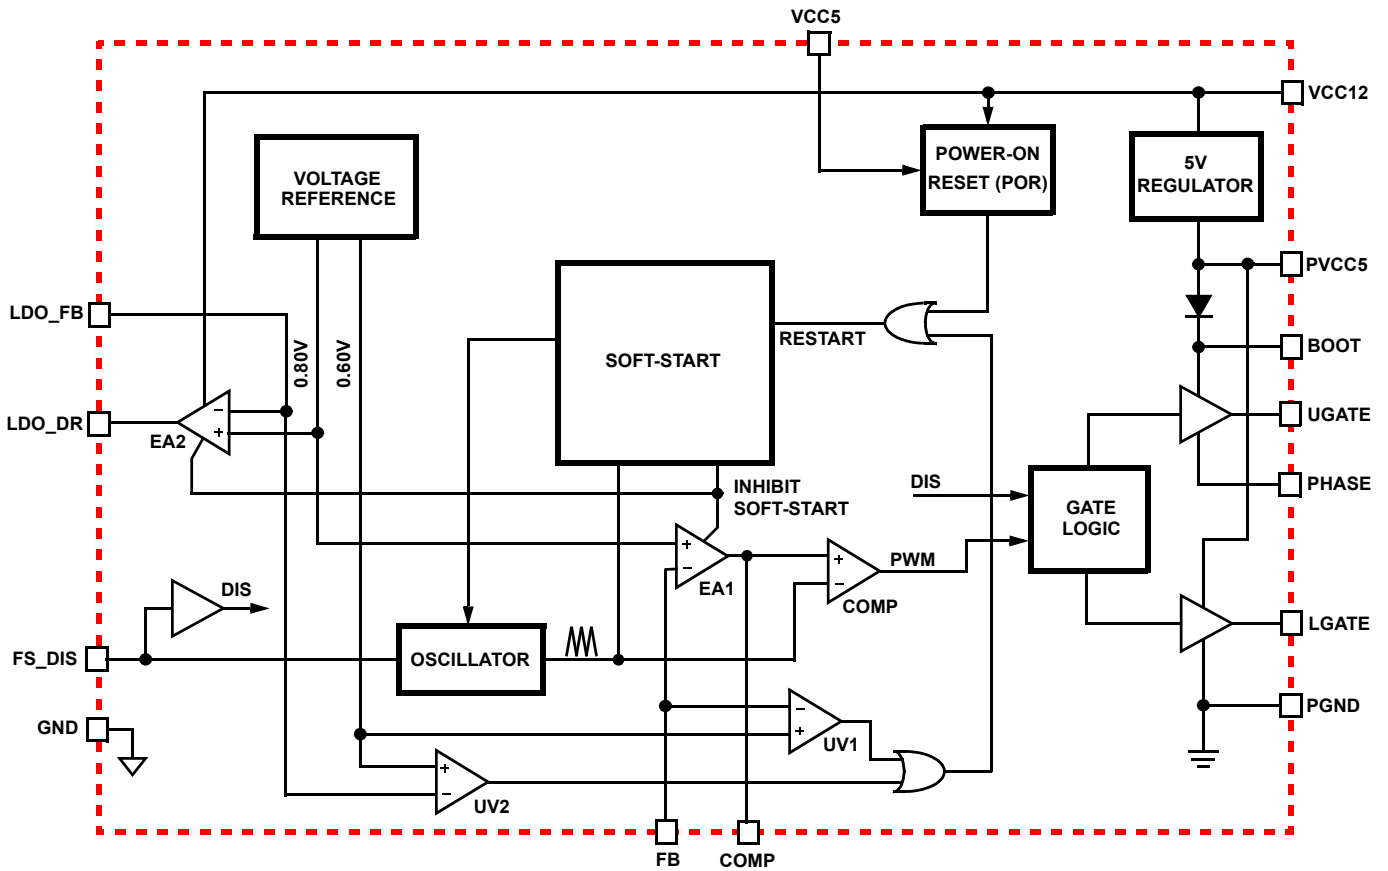 VCC5
VCC12
VOLTAGE
REFERENCE
POWER-ON
RESET (POR)
5V
REGULATOR
PVCC5
LDO_FB
BOOT
RESTART
SOFT-START
0.80V
0.60V
LDO_DR
EA2
-
+
UGATE
INHIBIT
SOFT-START
DIS
PHASE
GATE
LOGIC
+
-
EA1
+
-
COMP
PWM
DIS
LGATE
FS_DIS
OSCILLATOR
GND
PGND
-
+
UV1
+
-
UV2
FB
COMP